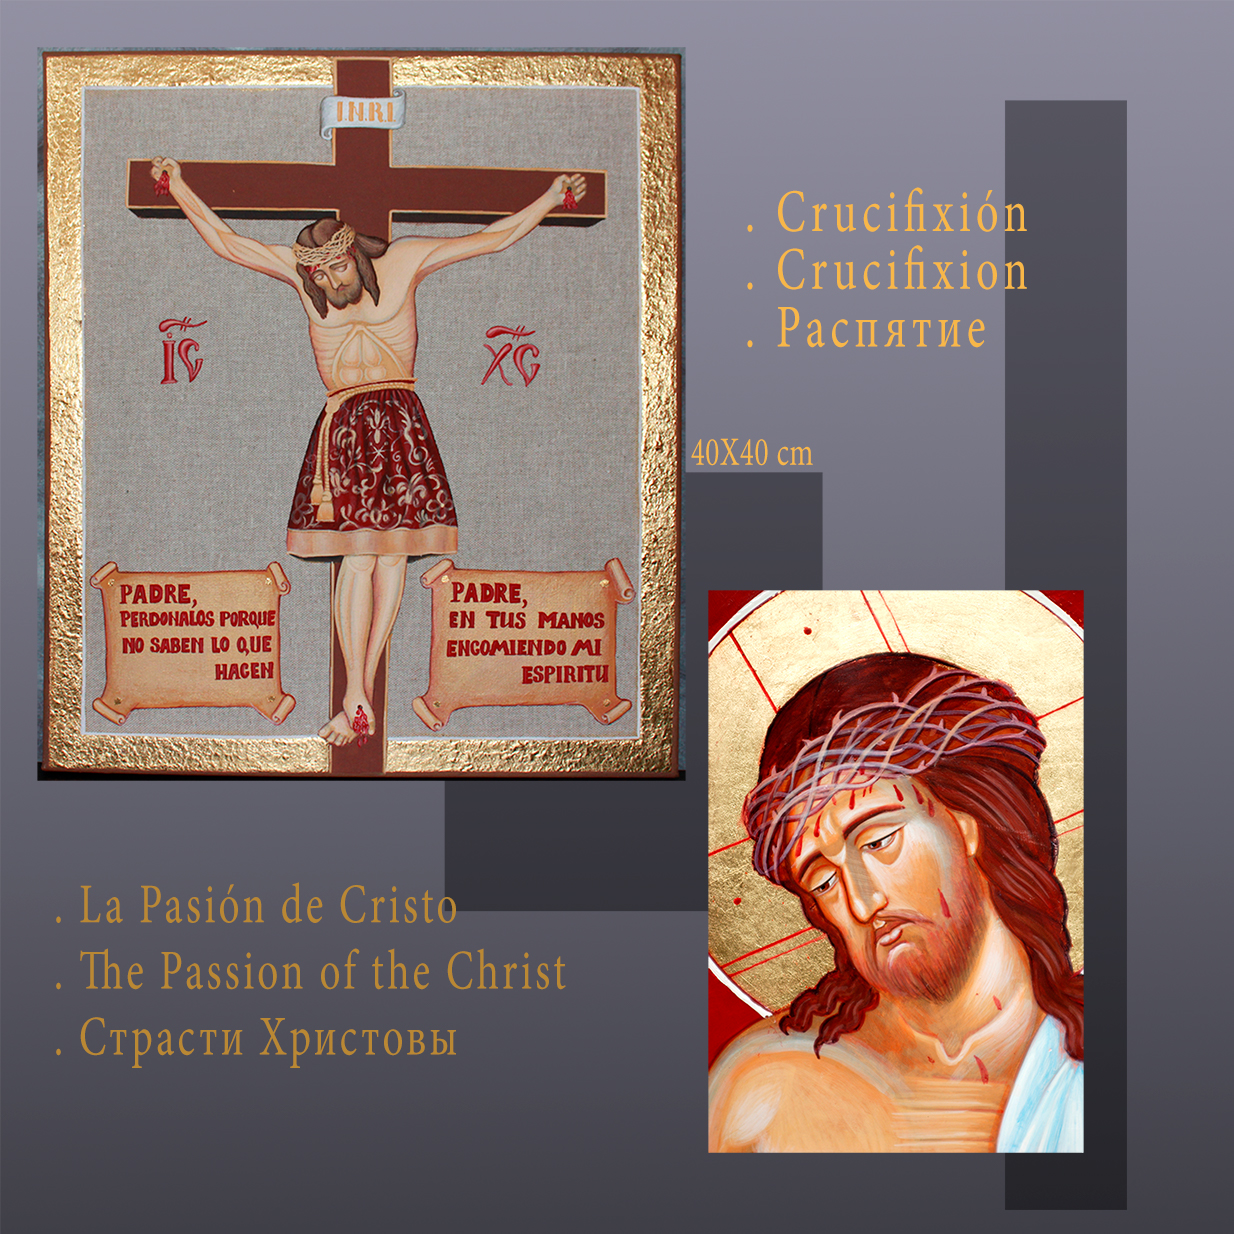 I.N.R.I.
. Crucifixión
. Crucifixion
. Распятие
IC
XC
40X40 cm
PADRE,
PERDONALOS PORQUE
NO SABEN LO QUE
HACEN
PADRE,
EN TUS MANOS
ENCOMIENDO MI
ESPIRITU
. La Pasión de Cristo
. The Passion of the Christ
. Страсти Христовы